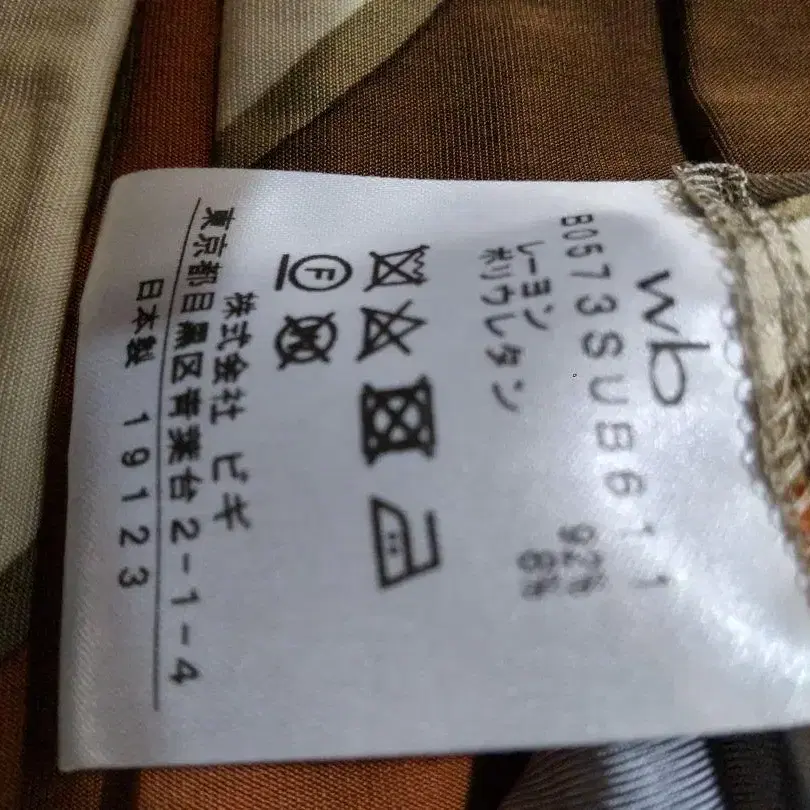 wb
B0573SUB611
レーヨン 92%
ポリウレタン 8%
F
W
株式会社 ビギ
東京都目黒区青葉台2-1-4
日本製 19123